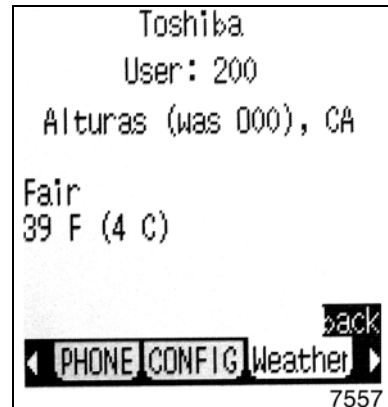 Toshiba
User: 200
Alturas (was 000), CA
Fair
39 F (4 C)
back
PHONE CONFIG Weather
7557